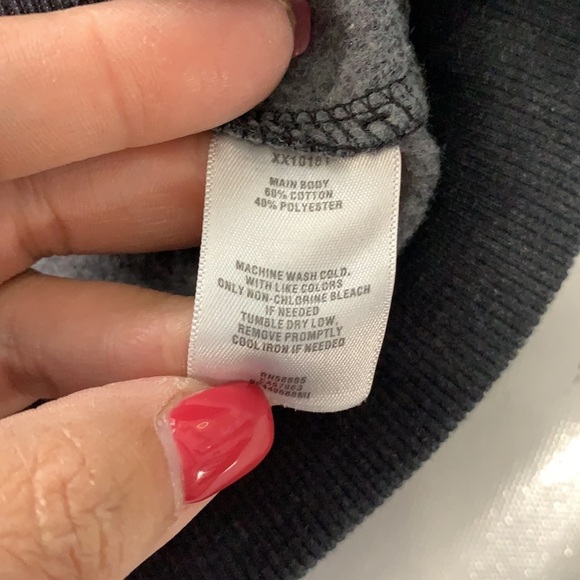 MAIN BODY
60% COTTON
40% POLYESTER
MACHINE WASH COLD,
WITH LIKE COLORS
ONLY NON-CHLORINE BLEACH
IF NEEDED
TUMBLE DRY LOW,
REMOVE PROMPTLY
COOL IRON IF NEEDED